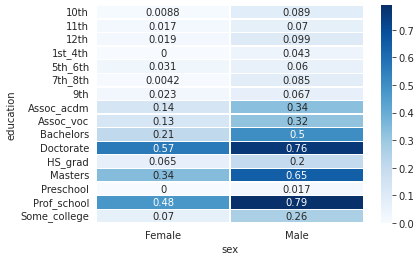 10th 0.0088 0.089
11th 0.017 0.07
12th 0.019 0.099
1st_4th 0 0.043
5th_6th 0.031 0.06
7th_8th 0.0042 0.085
9th 0.023 0.067
Assoc_acdm 0.14 0.34
Assoc_voc 0.13 0.32
Bachelors 0.21 0.5
Doctorate 0.57 0.76
HS_grad 0.065 0.2
Masters 0.34 0.65
Preschool 0 0.017
Prof_school 0.48 0.79
Some_college 0.07 0.26
education
Female Male
sex
0.7
0.6
0.5
0.4
0.3
0.2
0.1
0.0